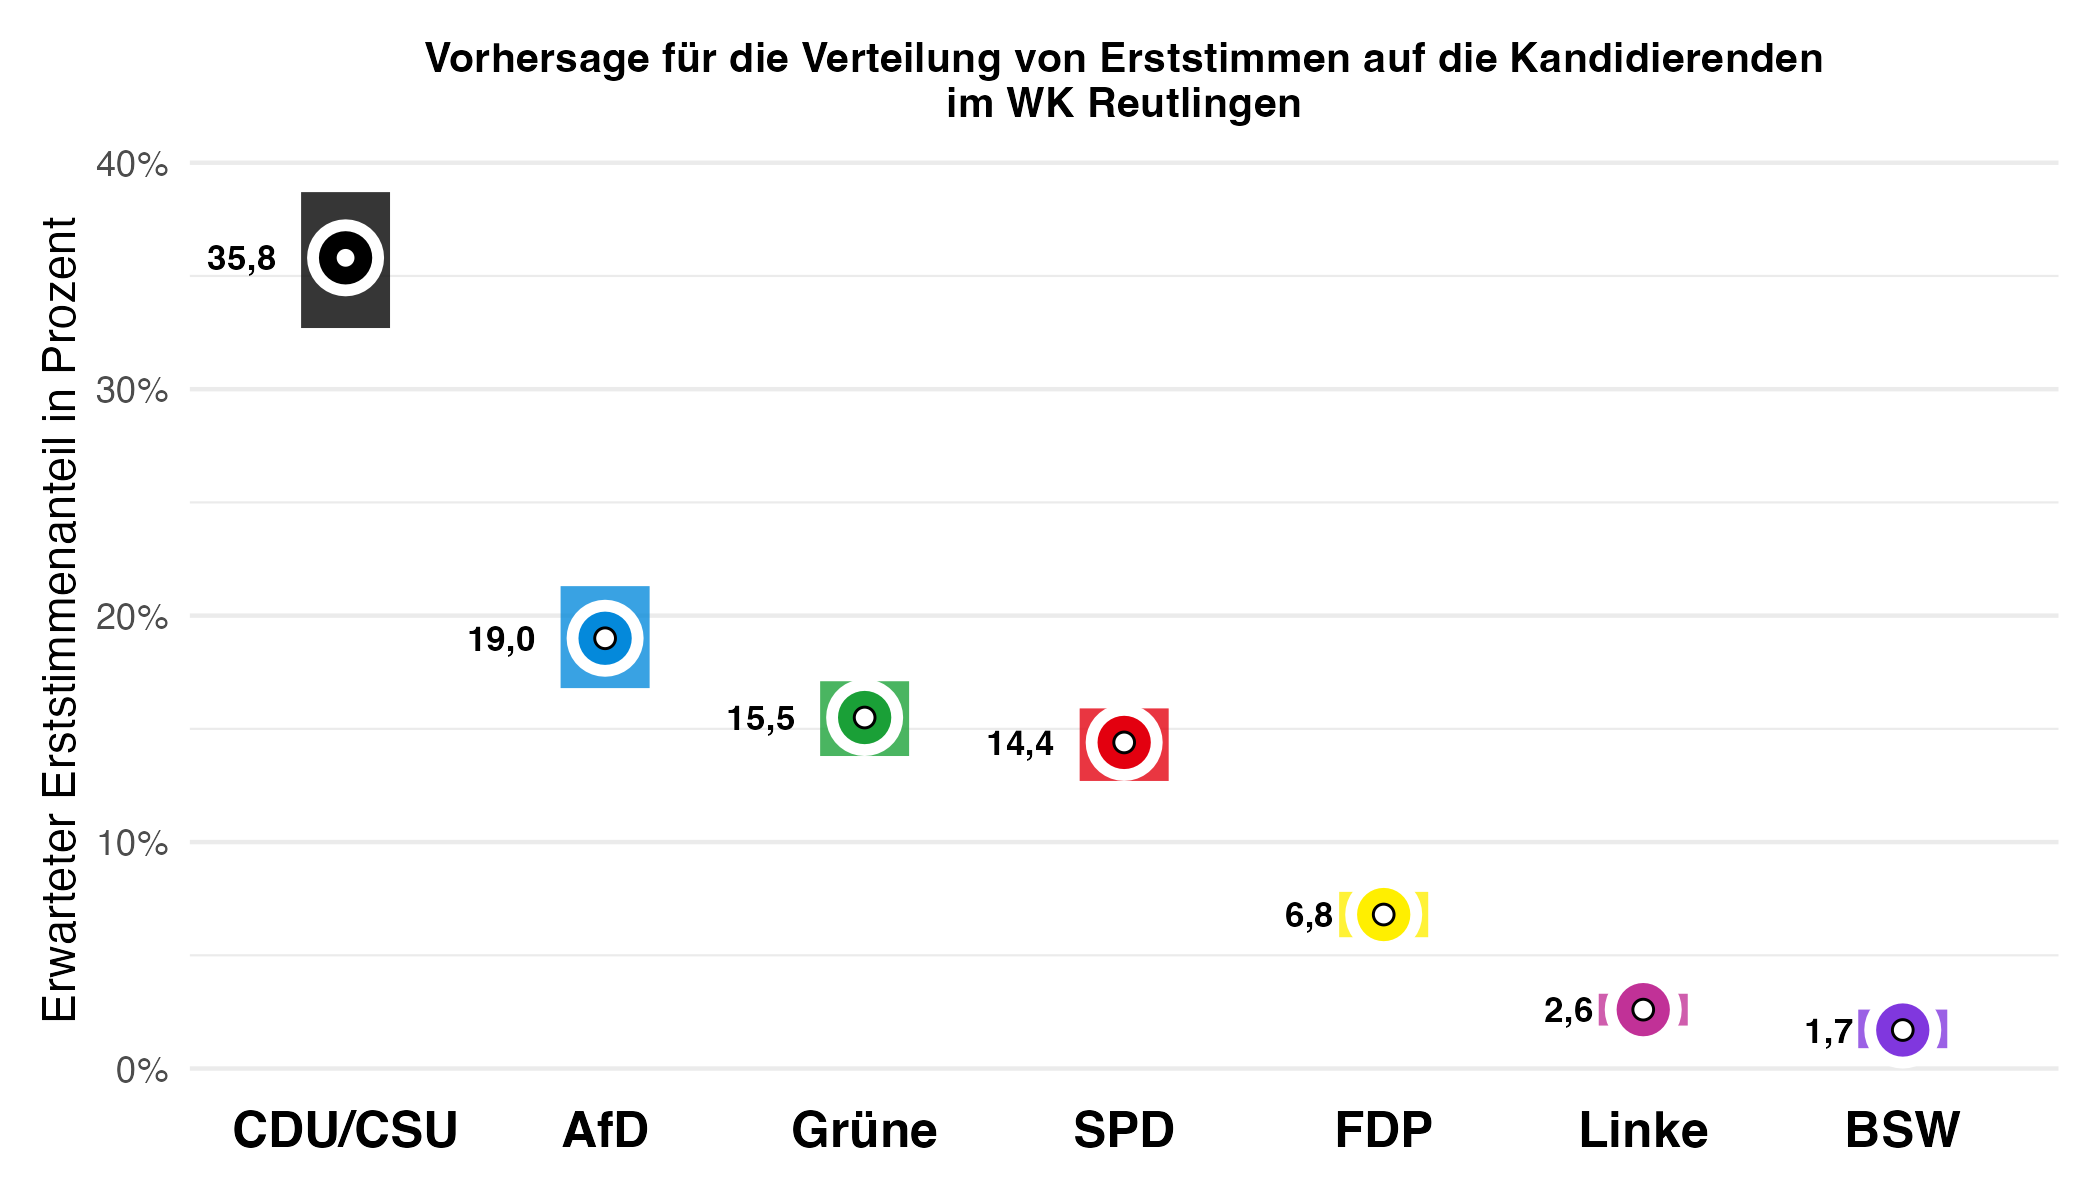 Vorhersage für die Verteilung von Erststimmen auf die Kandidierenden
im WK Reutlingen
Erwarteter Erststimmenanteil in Prozent
40%
30%
20%
10%
0%
35,8
19,0
15,5
14,4
6,8
2,6
1,7
CDU/CSU
AfD
Grüne
SPD
FDP
Linke
BSW